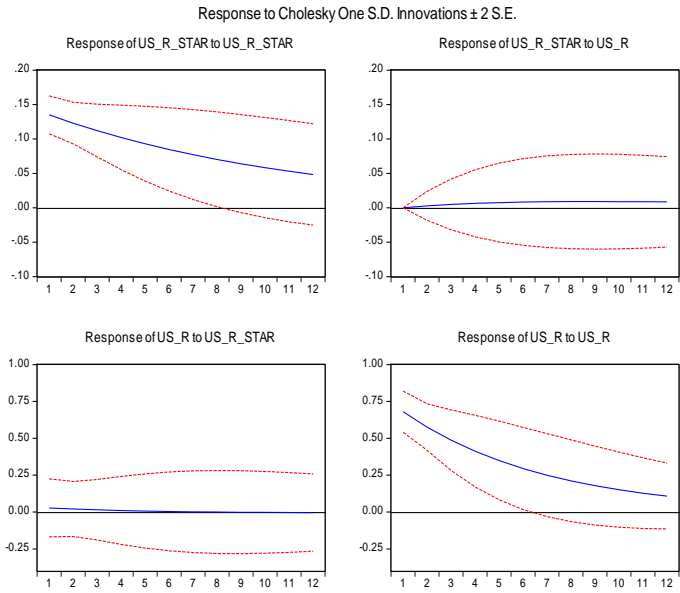 Response to Cholesky One S.D. Innovations ± 2 S.E.
Response of US_R_STAR to US_R_STAR
.20
.15
.10
.05
.00
-.05
-.10
1 2 3 4 5 6 7 8 9 10 11 12
Response of US_R_STAR to US_R
.20
.15
.10
.05
.00
-.05
-.10
1 2 3 4 5 6 7 8 9 10 11 12
Response of US_R to US_R_STAR
1.00
0.75
0.50
0.25
0.00
-0.25
1 2 3 4 5 6 7 8 9 10 11 12
Response of US_R to US_R
1.00
0.75
0.50
0.25
0.00
-0.25
1 2 3 4 5 6 7 8 9 10 11 12